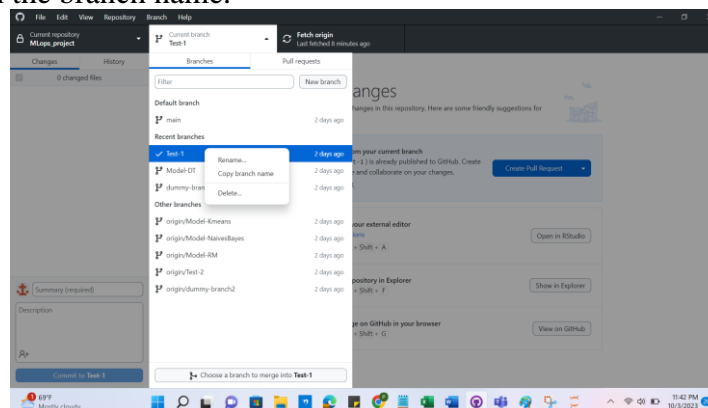 the branch name.
File Edit View Repository Branch Help
Current repository
MLops_project
Current branch
Test-1
Fetch origin
Last fetched 8 minutes ago
Changes History
0 changed files
Branches Pull requests
Filter
New branch
Default branch
main 2 days ago
Recent branches
Test-1 2 days ago
Model-DT 2 days ago
dummy-bran 2 days ago
Rename...
Copy branch name
Delete...
Other branches
origin/Model-Kmeans 2 days ago
origin/Model-NaivesBayes 2 days ago
origin/Model-RM 2 days ago
origin/Test-2 2 days ago
origin/dummy-branch2 2 days ago
Choose a branch to merge into Test-1
anges
hanges in this repository. Here are some friendly suggestions for
om your current branch
t-1) is already published to GitHub. Create
e and collaborate on your changes.
Create Pull Request
your external editor
+ Shift + A
Open in RStudio
pository in Explorer
+ Shift + F
Show in Explorer
ge on GitHub in your browser
+ Shift + G
View on GitHub
Summary (required)
Description
Commit to Test-1
69°F
Mostly cloudy
11:42 PM
10/3/2023